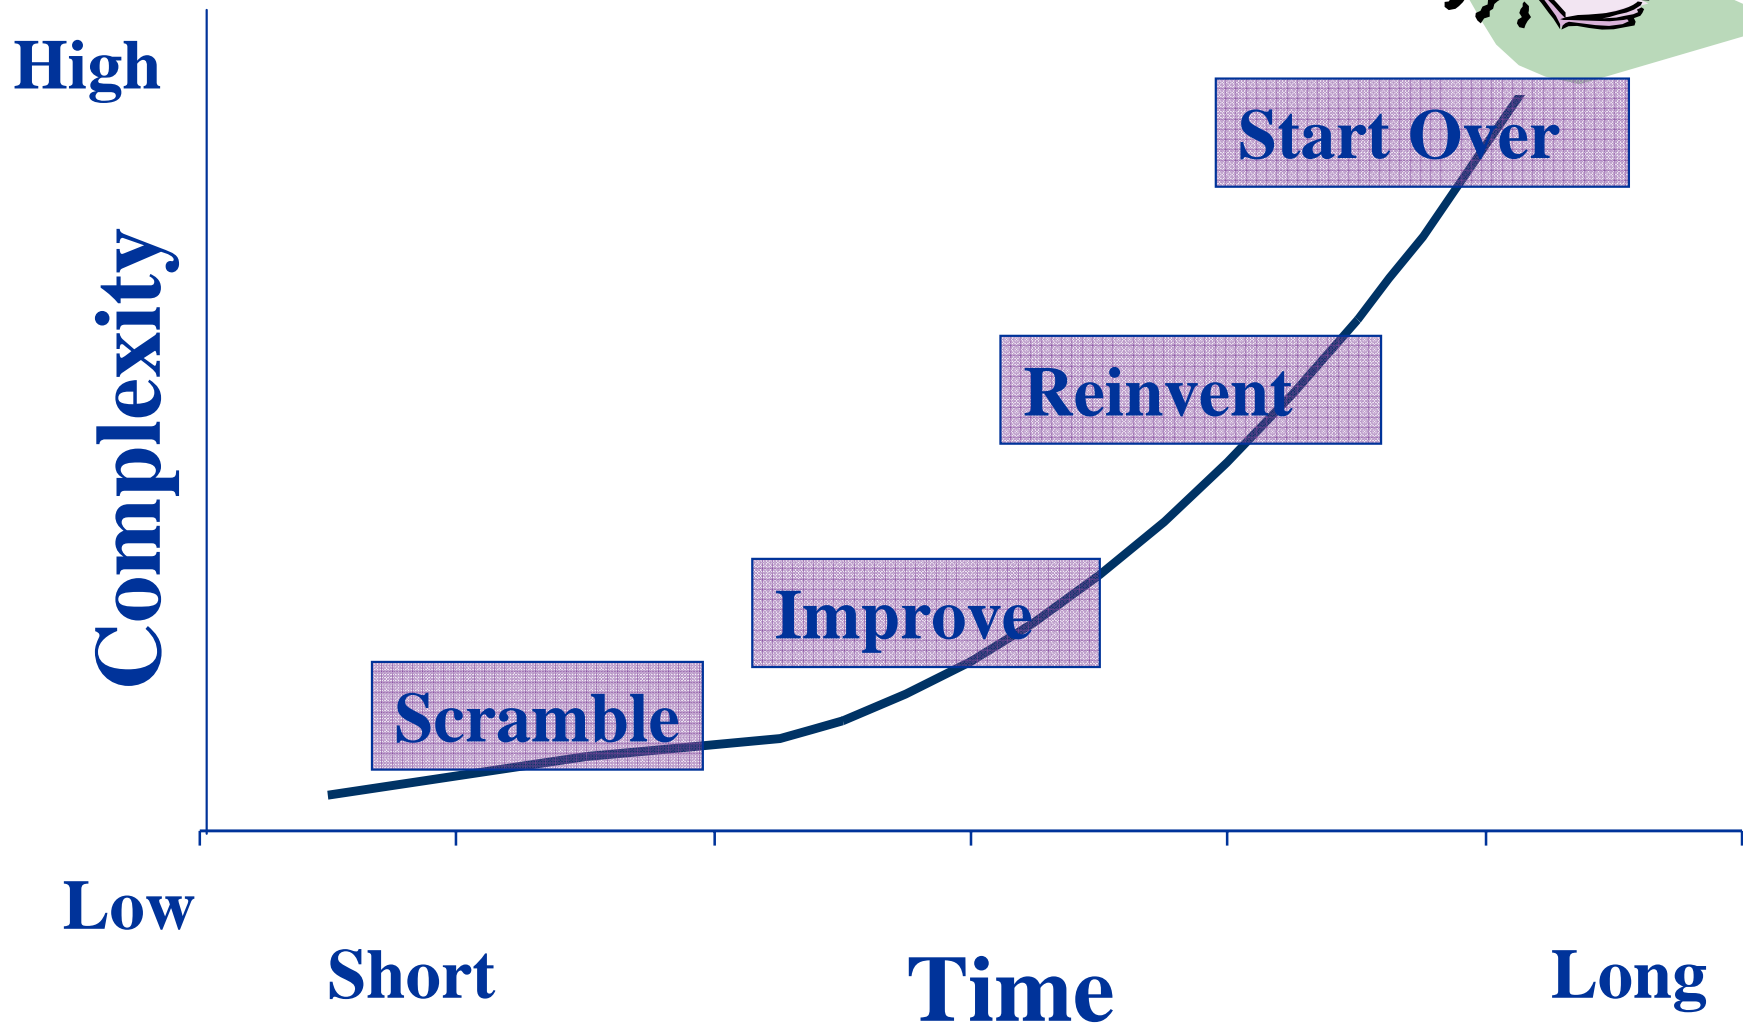 High
Start Over
Complexity
Reinvent
Improve
Scramble
Low
Short
Time
Long